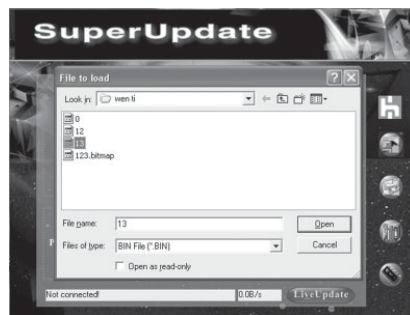 SuperUpdate
File to load
Look in: wen ti
0
12
13
123.bitmap
File name: 13 Open
Files of type: BIN File (*.BIN) Cancel
Open as read-only
P
Not connected! 0.0B/s LiveUpdate